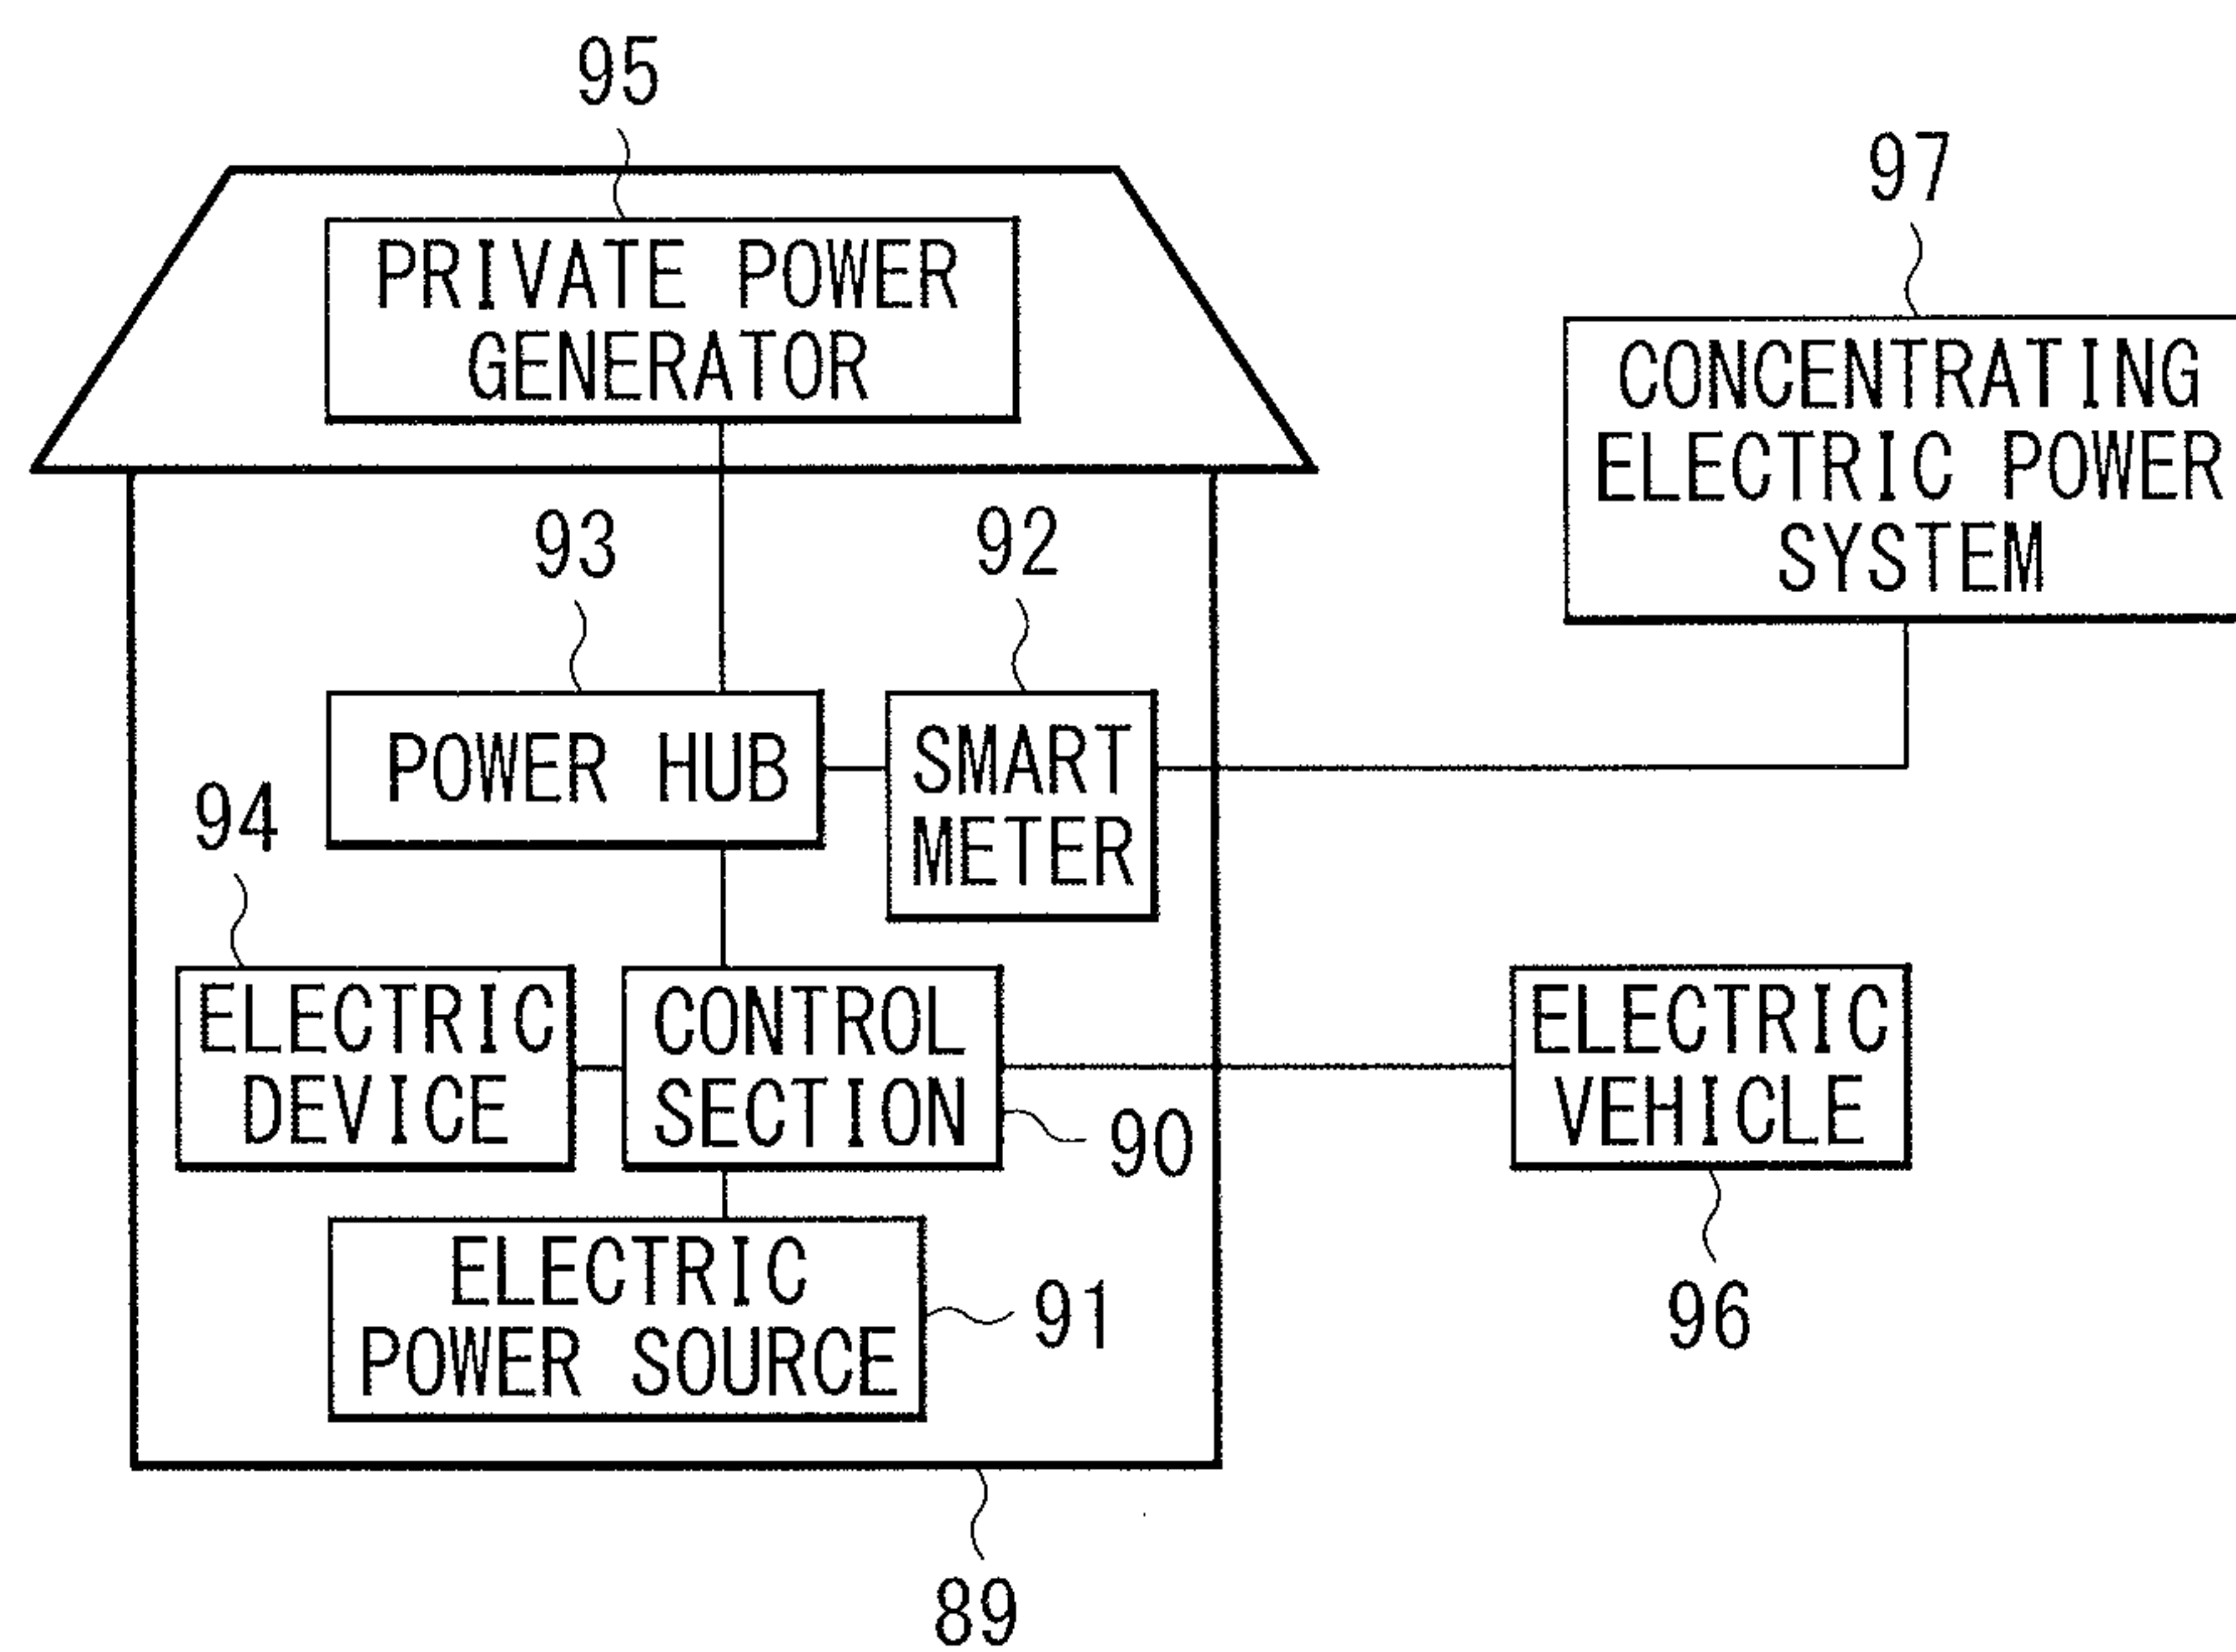 95
PRIVATE POWER
GENERATOR
97
CONCENTRATING
ELECTRIC POWER
SYSTEM
93
92
POWER HUB
SMART
METER
94
ELECTRIC
DEVICE
CONTROL
SECTION
90
ELECTRIC
VEHICLE
96
ELECTRIC
POWER SOURCE
91
89